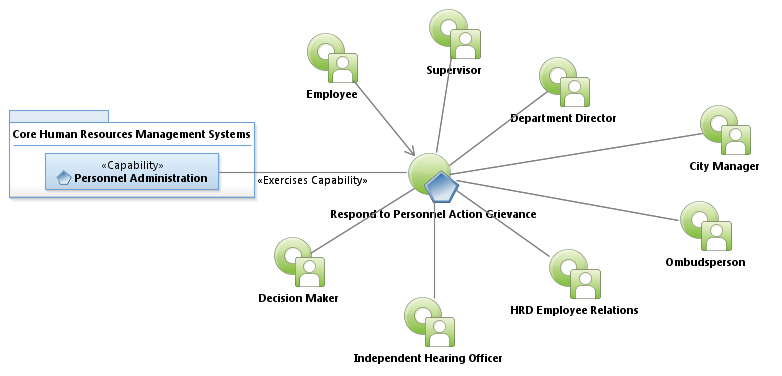 Supervisor
Employee
Department Director
Core Human Resources Management Systems
«Capability»
Personnel Administration
«Exercises Capability»
City Manager
Respond to Personnel Action Grievance
Ombudsperson
Decision Maker
HRD Employee Relations
Independent Hearing Officer